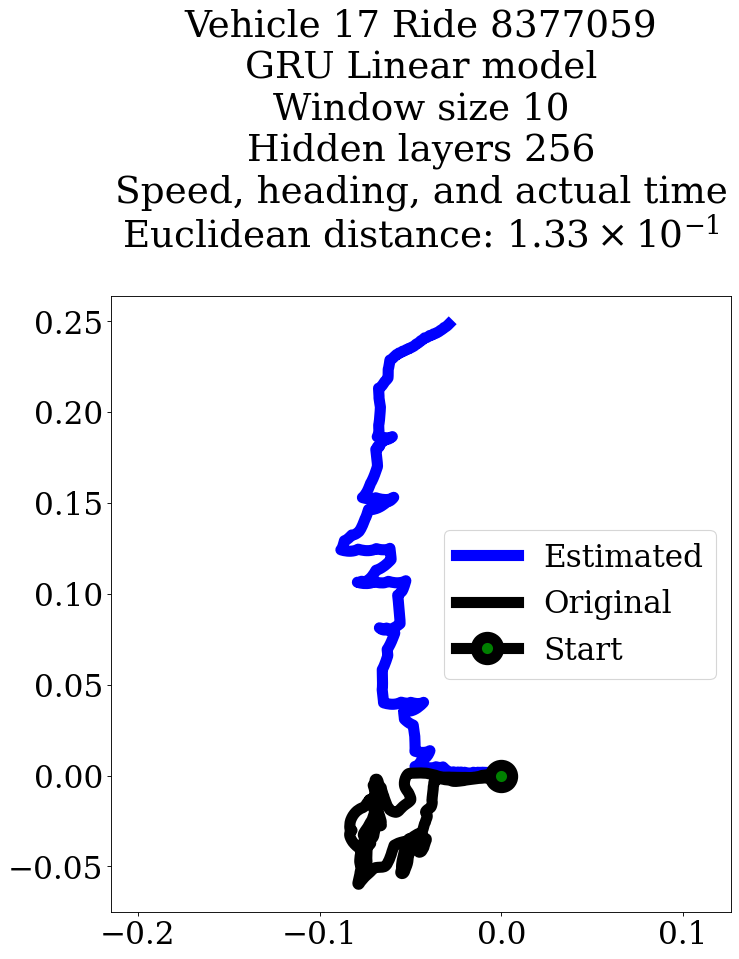 Vehicle 17 Ride 8377059
GRU Linear model
Window size 10
Hidden layers 256
Speed, heading, and actual time
Euclidean distance: 1.33 × 10⁻¹
0.25
0.20
0.15
0.10
0.05
0.00
−0.05
Estimated
Original
Start
−0.2
−0.1
0.0
0.1